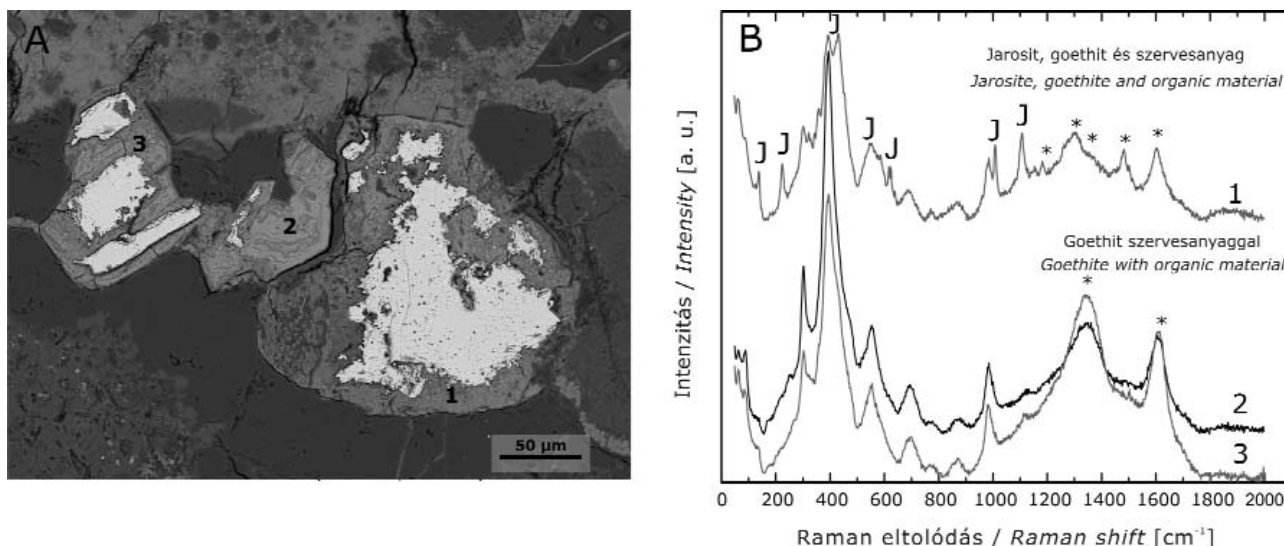 A
3
2
1
50 µm
B
J
Jarosit, goethit és szervesanyag
Jarosite, goethite and organic material
J J J J J J
* * * *
1
Goethit szervesanyaggal
Goethite with organic material
* *
2
3
Intenzitás / Intensity [a. u.]
0 200 400 600 800 1000 1200 1400 1600 1800 2000
Raman eltolódás / Raman shift [cm⁻¹]